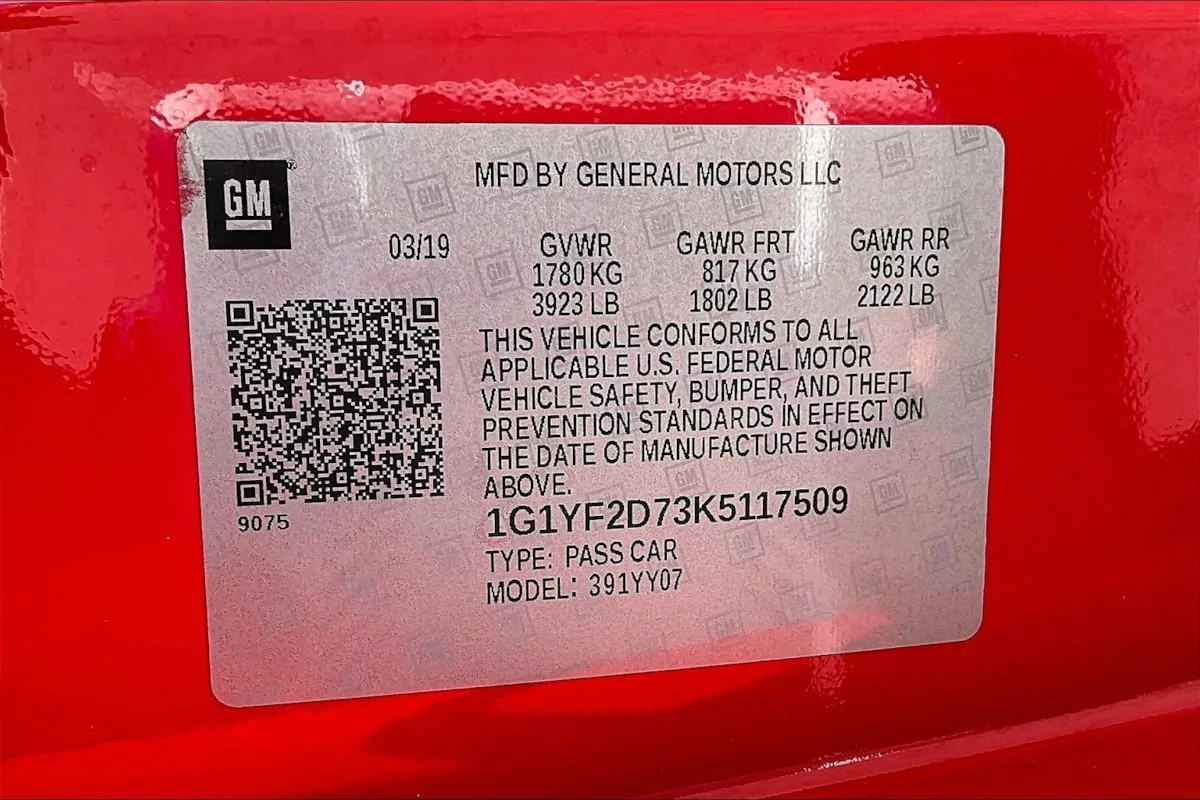 GM
MFD BY GENERAL MOTORS LLC
03/19
GVWR
1780 KG
3923 LB
GAWR FRT
817 KG
1802 LB
GAWR RR
963 KG
2122 LB
THIS VEHICLE CONFORMS TO ALL
APPLICABLE U.S. FEDERAL MOTOR
VEHICLE SAFETY, BUMPER, AND THEFT
PREVENTION STANDARDS IN EFFECT ON
THE DATE OF MANUFACTURE SHOWN
ABOVE.
1G1YF2D73K5117509
TYPE: PASS CAR
MODEL: 391YY07
9075